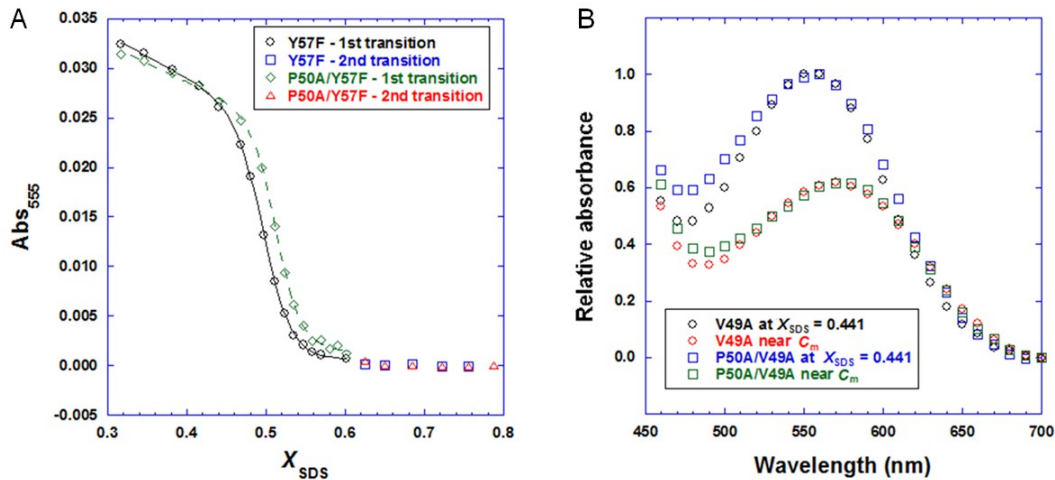 A
0.035
0.030
0.025
0.020
0.015
0.010
0.005
0.000
-0.005
Abs555
0.3 0.4 0.5 0.6 0.7 0.8
XSDS
Y57F - 1st transition
Y57F - 2nd transition
P50A/Y57F - 1st transition
P50A/Y57F - 2nd transition
B
1.0
0.8
0.6
0.4
0.2
0.0
Relative absorbance
450 500 550 600 650 700
Wavelength (nm)
V49A at XSDS = 0.441
V49A near Cm
P50A/V49A at XSDS = 0.441
P50A/V49A near Cm